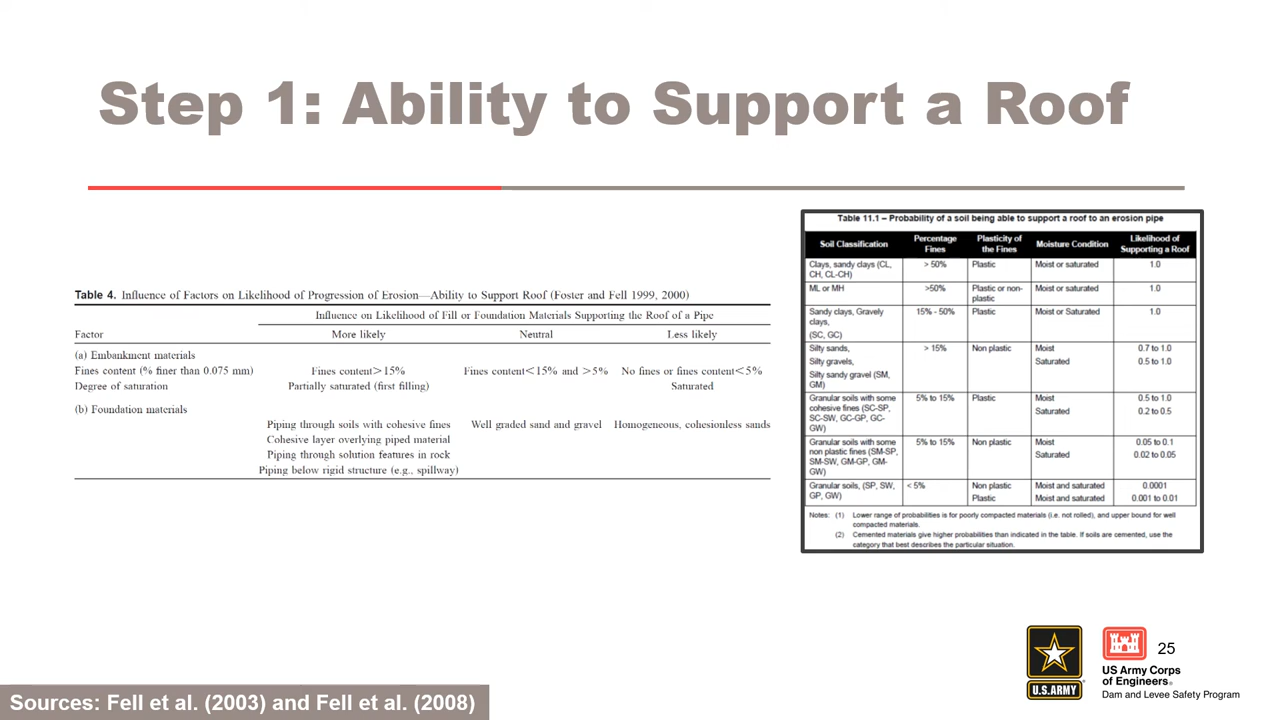 Step 1: Ability to Support a Roof
Table 4. Influence of Factors on Likelihood of Progression of Erosion—Ability to Support Roof (Foster and Fell 1999, 2000)
Influence on Likelihood of Fill or Foundation Materials Supporting the Roof of a Pipe
Factor More likely Neutral Less likely
(a) Embankment materials
Fines content (% finer than 0.075 mm) Fines content>15% Fines content<15% and >5% No fines or fines content<5%
Degree of saturation Partially saturated (first filling) Saturated
(b) Foundation materials
Piping through soils with cohesive fines Well graded sand and gravel Homogeneous, cohesionless sands
Cohesive layer overlying piped material
Piping through solution features in rock
Piping below rigid structure (e.g., spillway)
Table 11.1 – Probability of a soil being able to support a roof to an erosion pipe
Soil Classification Percentage Fines Plasticity of the Fines Moisture Condition Likelihood of Supporting a Roof
Clays, sandy clays (CL, > 50% Plastic Moist or saturated 1.0
CH, CL-CH)
ML or MH >50% Plastic or non- Moist or saturated 1.0
plastic
Sandy clays, Gravely 15% - 50% Plastic Moist or Saturated 1.0
clays,
(SC, GC)
Silty sands, > 15% Non plastic Moist 0.7 to 1.0
Silty gravels, Saturated 0.5 to 1.0
Silty sandy gravel (SM,
GM)
Granular soils with some 5% to 15% Plastic Moist 0.5 to 1.0
cohesive fines (SC-SP, Saturated 0.2 to 0.5
SC-SW, GC-GP, GC-
GW)
Granular soils with some 5% to 15% Non plastic Moist 0.05 to 0.1
non plastic fines (SM-SP, Saturated 0.02 to 0.05
SM-SW, GM-GP, GM-
GW)
Granular soils, (SP, SW, < 5% Non plastic Moist and saturated 0.0001
GP, GW) Plastic Moist and saturated 0.001 to 0.01
Notes: (1) Lower range of probabilities is for poorly compacted materials (i.e. not rolled), and upper bound for well
compacted materials.
(2) Cemented materials give higher probabilities than indicated in the table. If soils are cemented, use the
category that best describes the particular situation.
U.S.ARMY
25
US Army Corps
of Engineers®
Dam and Levee Safety Program
Sources: Fell et al. (2003) and Fell et al. (2008)